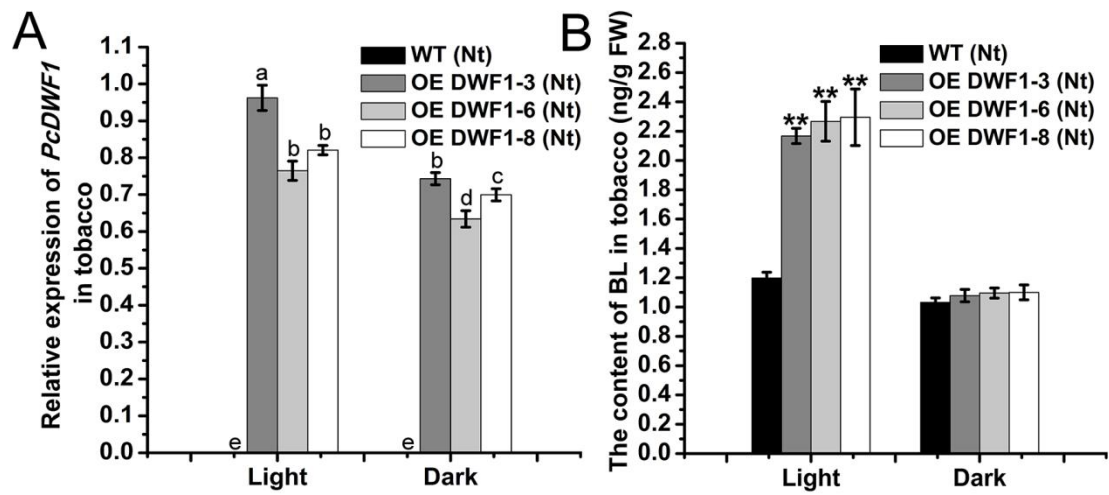 A
Relative expression of PcDWF1
in tobacco
1.1
1.0
0.9
0.8
0.7
0.6
0.5
0.4
0.3
0.2
0.1
0.0
WT (Nt)
OE DWF1-3 (Nt)
OE DWF1-6 (Nt)
OE DWF1-8 (Nt)
e
a
b
b
e
b
d
c
Light
Dark
B
The content of BL in tobacco (ng/g FW)
2.8
2.6
2.4
2.2
2.0
1.8
1.6
1.4
1.2
1.0
0.8
0.6
0.4
0.2
0.0
WT (Nt)
OE DWF1-3 (Nt)
OE DWF1-6 (Nt)
OE DWF1-8 (Nt)
**
**
**
Light
Dark